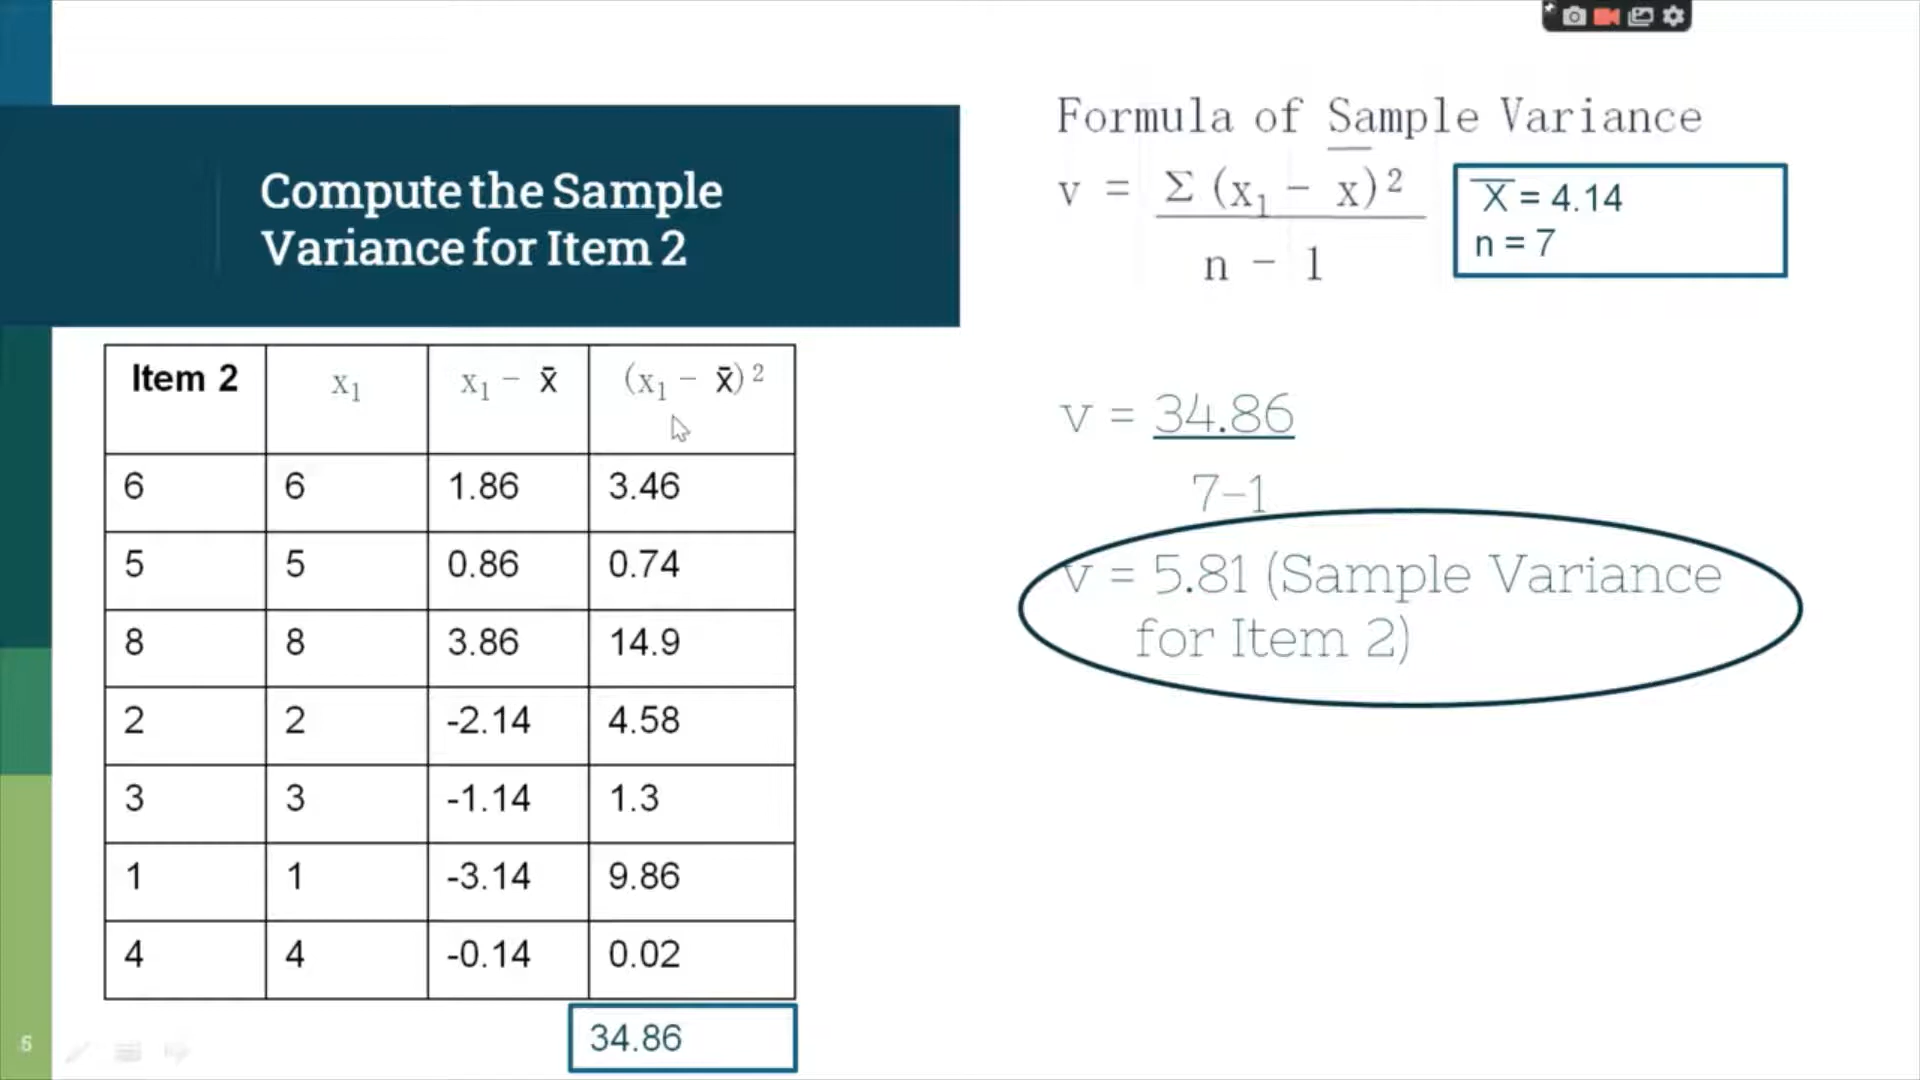 Compute the Sample
Variance for Item 2
Formula of Sample Variance
v = Σ (x₁ − x̄)²
n − 1
X̄ = 4.14
n = 7
Item 2 x₁ x₁ − x̄ (x₁ − x̄)²
6 6 1.86 3.46
5 5 0.86 0.74
8 8 3.86 14.9
2 2 -2.14 4.58
3 3 -1.14 1.3
1 1 -3.14 9.86
4 4 -0.14 0.02
34.86
v = 34.86
7-1
v = 5.81 (Sample Variance
for Item 2)
5